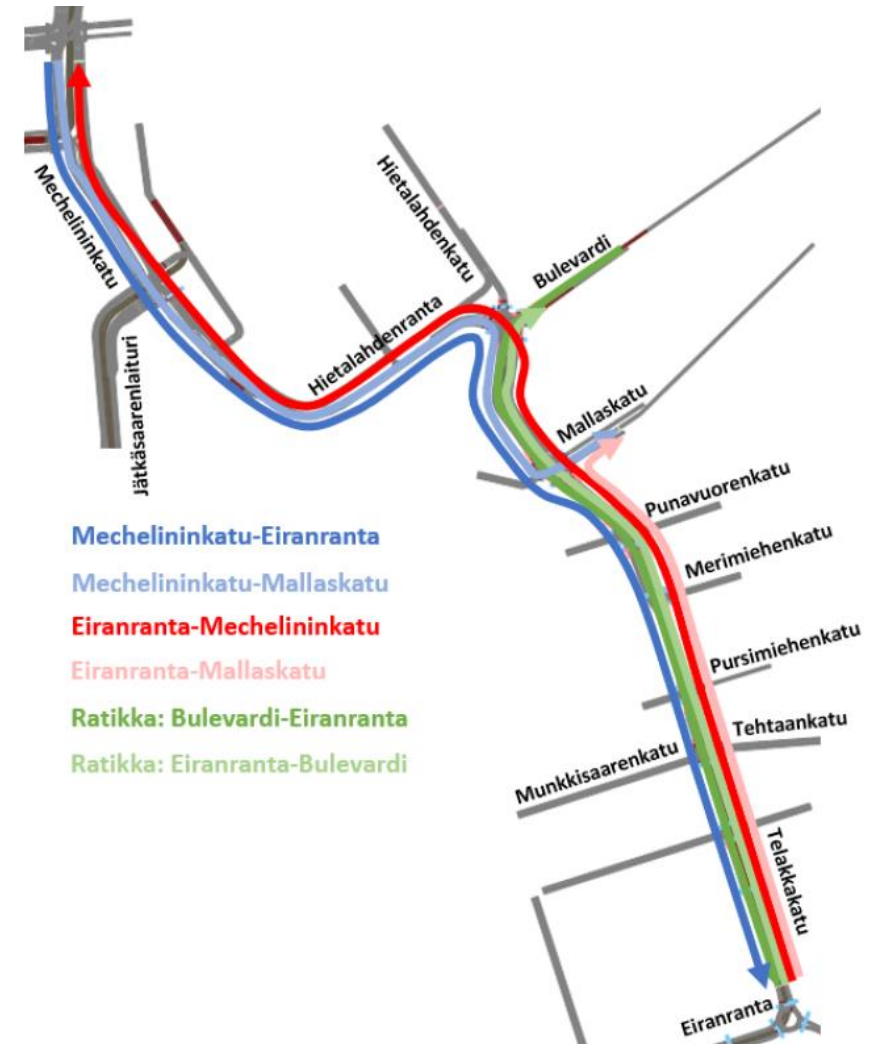 Mechelininkatu
Hietalahdenkatu
Bulevardi
Hietalahdenranta
Jätkäsaarenlaituri
Mallaskatu
Punavuorenkatu
Merimiehenkatu
Mechelininkatu-Eiranranta
Mechelininkatu-Mallaskatu
Eiranranta-Mechelininkatu
Eiranranta-Mallaskatu
Ratikka: Bulevardi-Eiranranta
Ratikka: Eiranranta-Bulevardi
Pursimiehenkatu
Tehtaankatu
Munkkisaarenkatu
Telakkakatu
Eiranranta